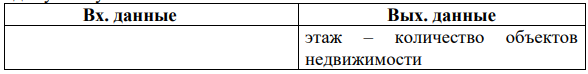 Вх. данные Вых. данные
этаж – количество объектов
недвижимости